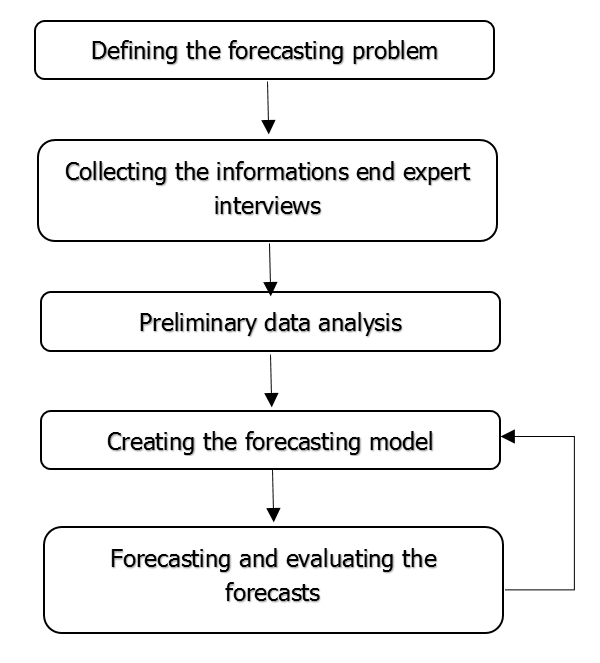 Defining the forecasting problem
Collecting the informations end expert
interviews
Preliminary data analysis
Creating the forecasting model
Forecasting and evaluating the
forecasts